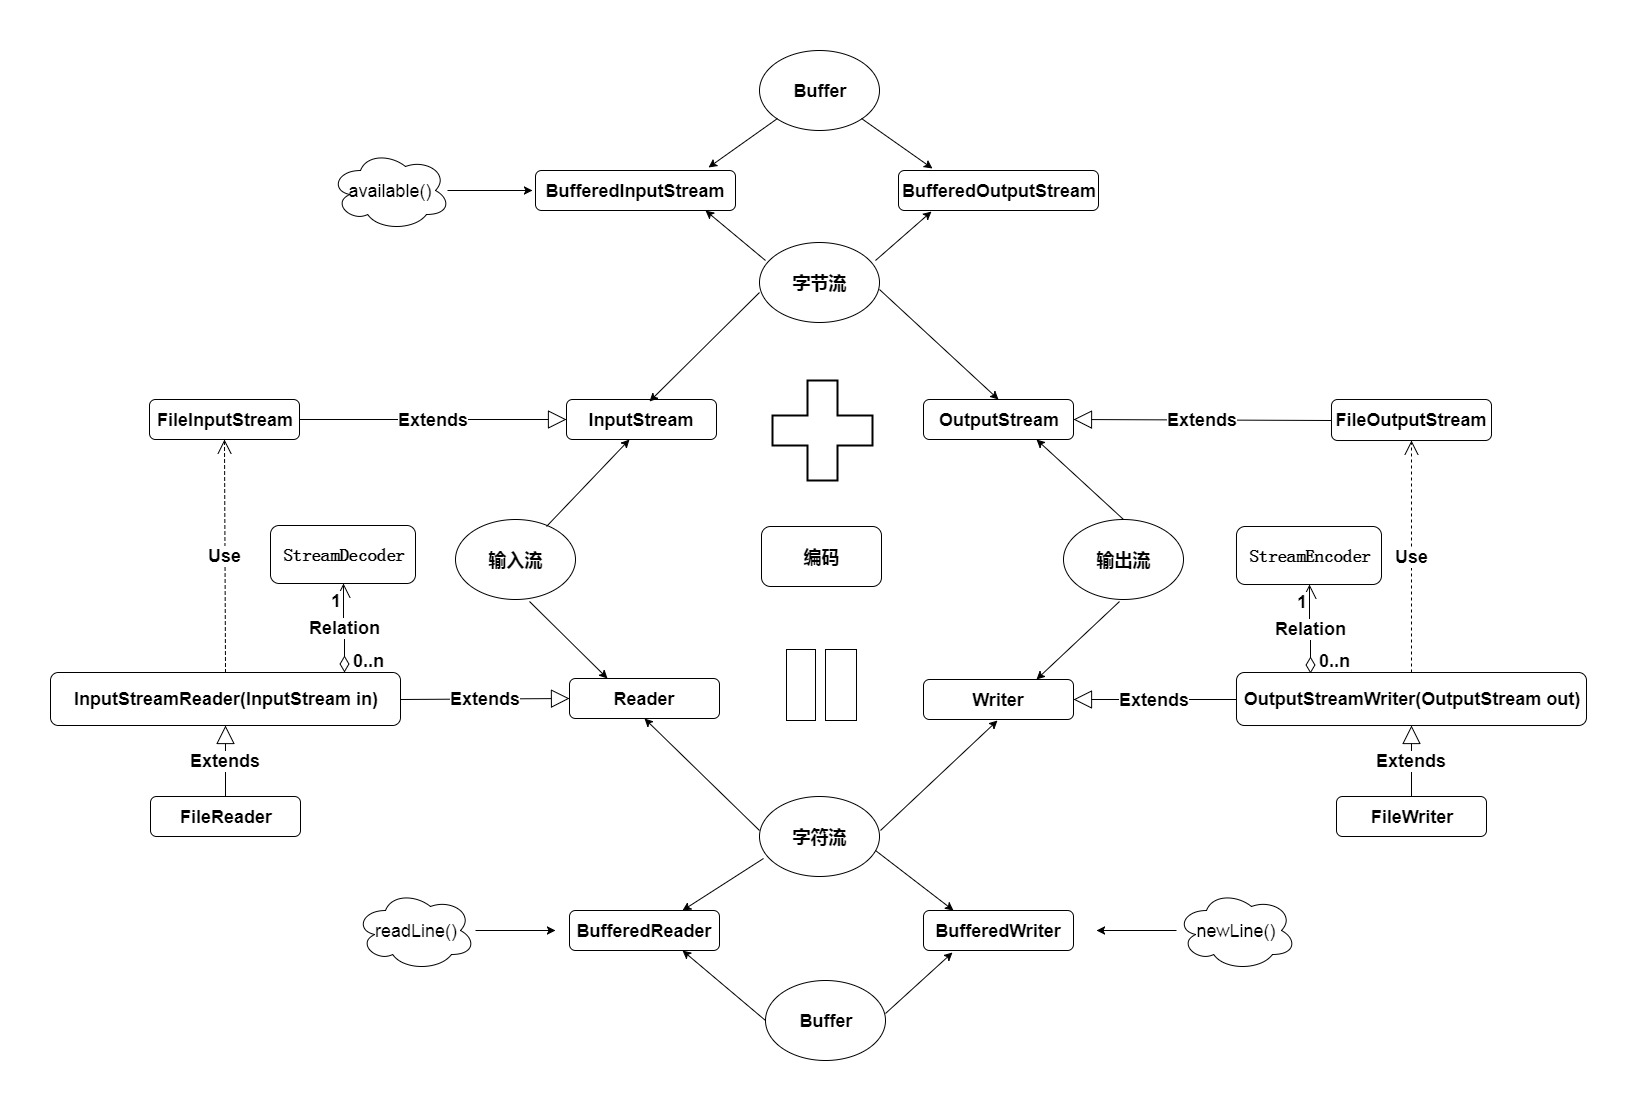 Buffer
available()
BufferedInputStream
BufferedOutputStream
字节流
FileInputStream
Extends
InputStream
OutputStream
Extends
FileOutputStream
Use
StreamDecoder
输入流
编码
输出流
StreamEncoder
Use
1
Relation
0..n
1
Relation
0..n
InputStreamReader(InputStream in)
Extends
Reader
Writer
Extends
OutputStreamWriter(OutputStream out)
Extends
Extends
FileReader
字符流
FileWriter
readLine()
BufferedReader
BufferedWriter
newLine()
Buffer